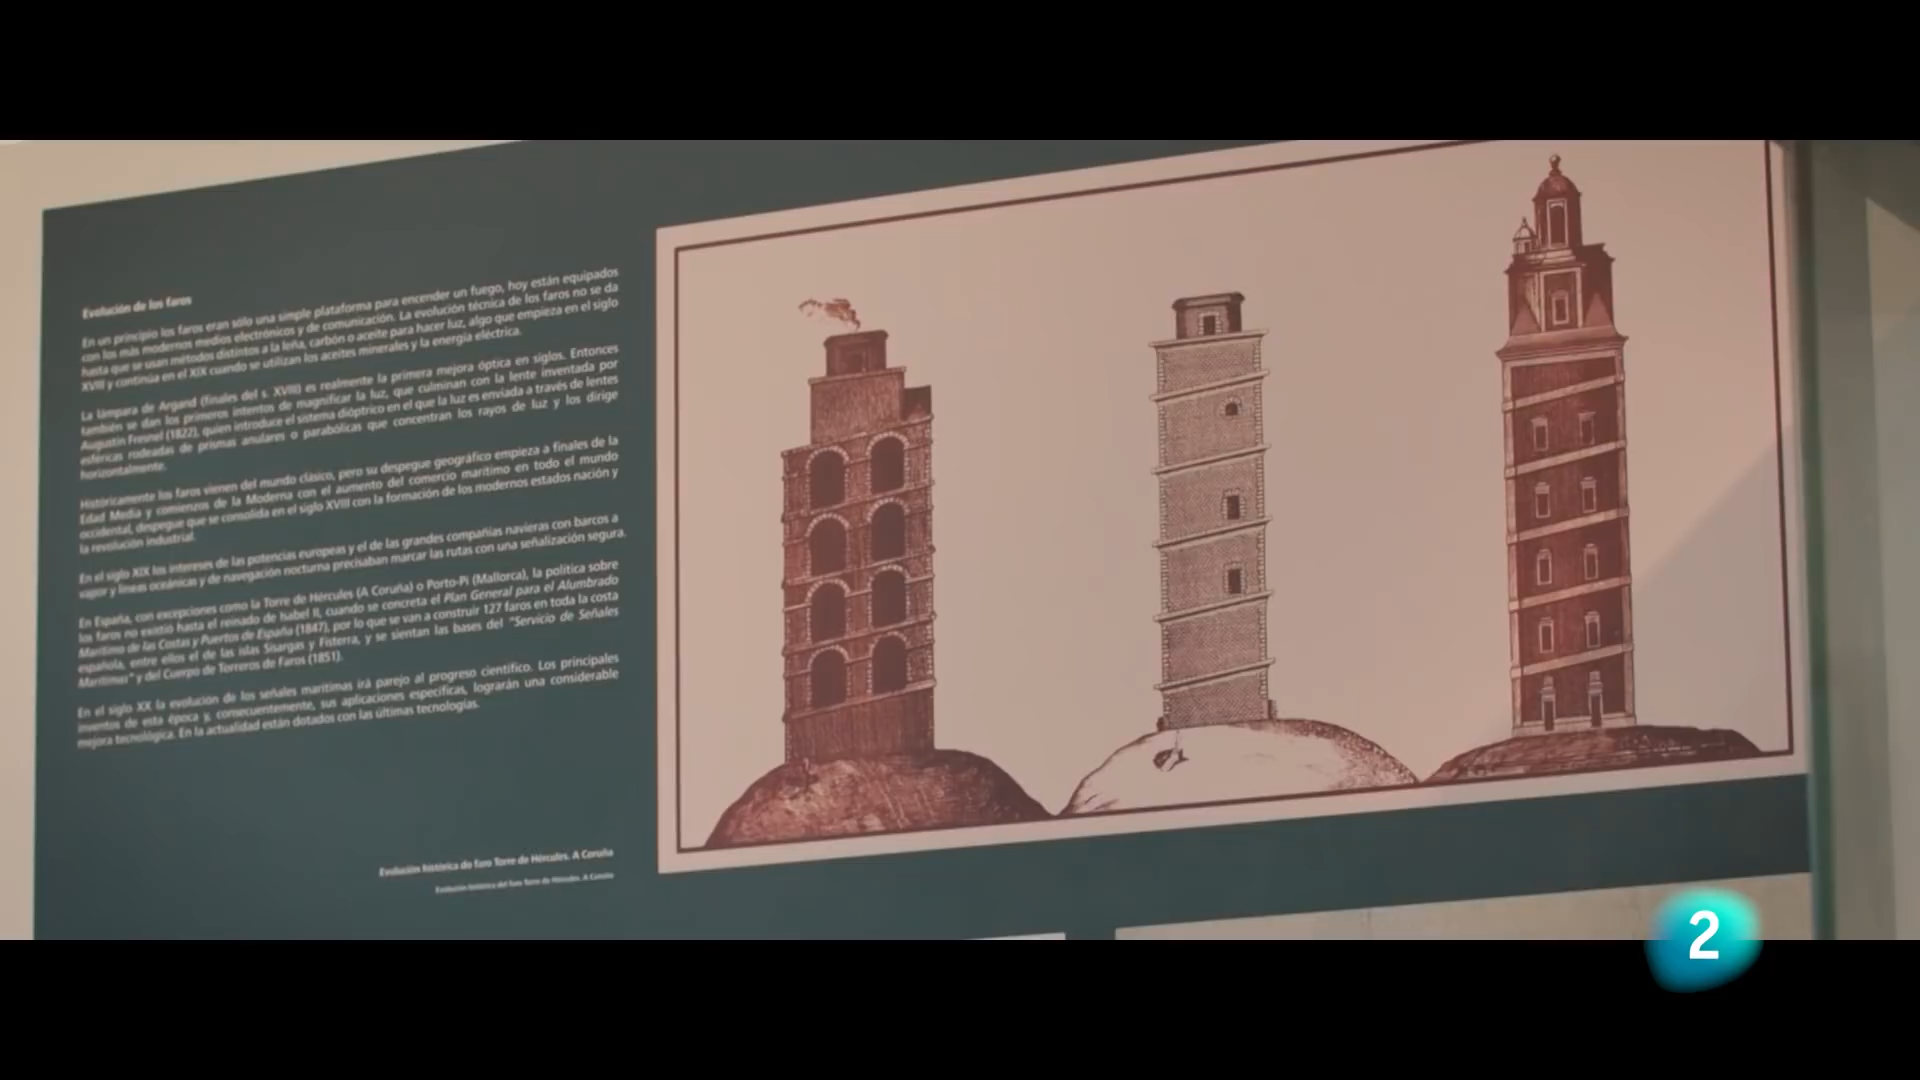 Evolución de los faros
En un principio los faros eran sólo una simple plataforma para encender un fuego, hoy están equipados
con los más modernos medios electrónicos y de comunicación. La evolución técnica de los faros no se da
hasta que se usan métodos distintos a la leña, carbón o aceite para hacer luz, algo que empieza en el siglo
XVIII y continúa en el XIX cuando se utilizan los aceites minerales y la energía eléctrica.
La lámpara de Argand (finales del s. XVIII) es realmente la primera mejora óptica en siglos. Entonces
también se dan los primeros intentos de magnificar la luz, que culminan con la lente inventada por
Augustin Fresnel (1822), quien introduce el sistema dióptrico en el que la luz es enviada a través de lentes
esféricas rodeadas de prismas anulares o parabólicas que concentran los rayos de luz y los dirige
horizontalmente.
Históricamente los faros vienen del mundo clásico, pero su despegue geográfico empieza a finales de la
Edad Media y comienzos de la Moderna con el aumento del comercio marítimo en todo el mundo
occidental, despegue que se consolida en el siglo XVIII con la formación de los modernos estados nación y
la revolución industrial.
En el siglo XIX los intereses de las potencias europeas y el de las grandes compañías navieras con barcos a
vapor y líneas oceánicas y de navegación nocturna precisaban marcar las rutas con una señalización segura.
En España, con excepciones como la Torre de Hércules (A Coruña) o Porto-Pi (Mallorca), la política sobre
los faros no existió hasta el reinado de Isabel II, cuando se concreta el Plan General para el Alumbrado
Marítimo de las Costas y Puertos de España (1847), por lo que se van a construir 127 faros en toda la costa
española, entre ellos el de las islas Sisargas y Fisterra, y se sientan las bases del "Servicio de Señales
Marítimas" y del Cuerpo de Torreros de Faros (1851).
En el siglo XX la evolución de los señales marítimas irá parejo al progreso científico. Los principales
inventos de esta época y, consecuentemente, sus aplicaciones específicas, lograrán una considerable
mejora tecnológica. En la actualidad están dotados con las últimas tecnologías.
Evolución histórica do faro Torre de Hércules. A Coruña
Evolución histórica del faro Torre de Hércules. A Coruña
2